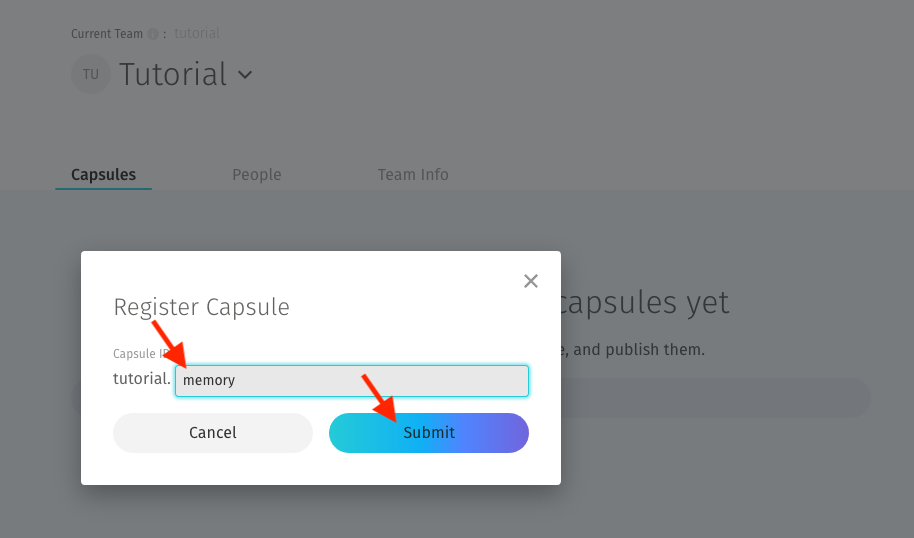 Current Team : tutorial
TU Tutorial
Capsules People Team Info
capsules yet
, and publish them.
Register Capsule
Capsule ID
tutorial. memory
Cancel Submit